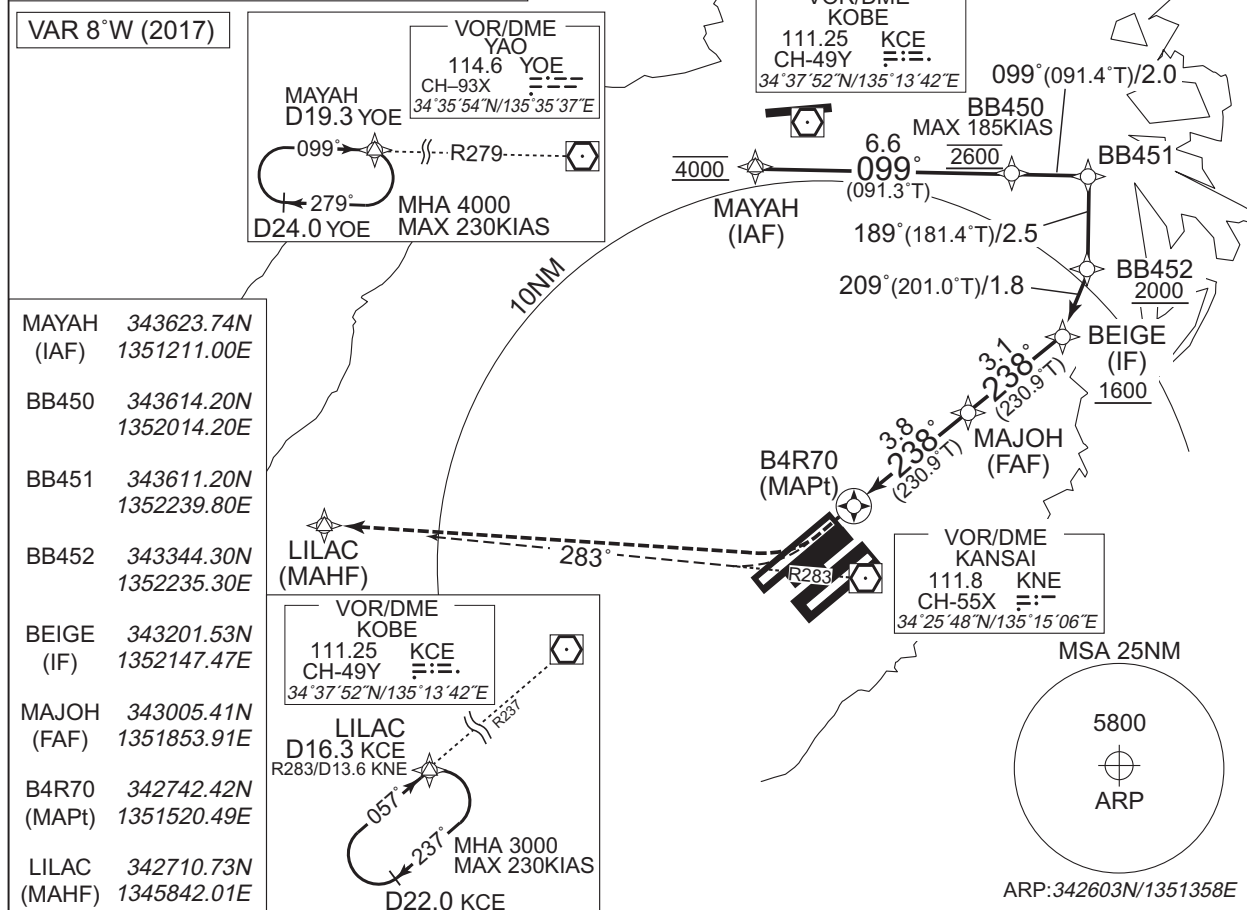 VAR 8°W (2017)
VOR/DME
YAO
114.6 YOE
CH–93X
34°35´54˝N/135°35´37˝E
MAYAH
D19.3 YOE
099°
R279
279°
D24.0 YOE
MHA 4000
MAX 230KIAS
VOR/DME
KOBE
111.25 KCE
CH-49Y
34°37´52˝N/135°13´42˝E
099°(091.4°T)/2.0
BB450
MAX 185KIAS
2600
BB451
4000
6.6
099°
(091.3°T)
MAYAH
(IAF)
189°(181.4°T)/2.5
BB452
2000
209°(201.0°T)/1.8
10NM
BEIGE
(IF)
1600
3.1
238°
(230.9°T)
MAJOH
(FAF)
3.8
238°
(230.9°T)
B4R70
(MAPt)
LILAC
(MAHF)
283°
R283
VOR/DME
KANSAI
111.8 KNE
CH-55X
34°25´48˝N/135°15´06˝E
MAYAH 343623.74N
(IAF) 1351211.00E
BB450 343614.20N
1352014.20E
BB451 343611.20N
1352239.80E
BB452 343344.30N
1352235.30E
BEIGE 343201.53N
(IF) 1352147.47E
MAJOH 343005.41N
(FAF) 1351853.91E
B4R70 342742.42N
(MAPt) 1351520.49E
LILAC 342710.73N
(MAHF) 1345842.01E
VOR/DME
KOBE
111.25 KCE
CH-49Y
34°37´52˝N/135°13´42˝E
R237
LILAC
D16.3 KCE
R283/D13.6 KNE
057°
237°
MHA 3000
MAX 230KIAS
D22.0 KCE
MSA 25NM
5800
ARP
ARP:342603N/1351358E